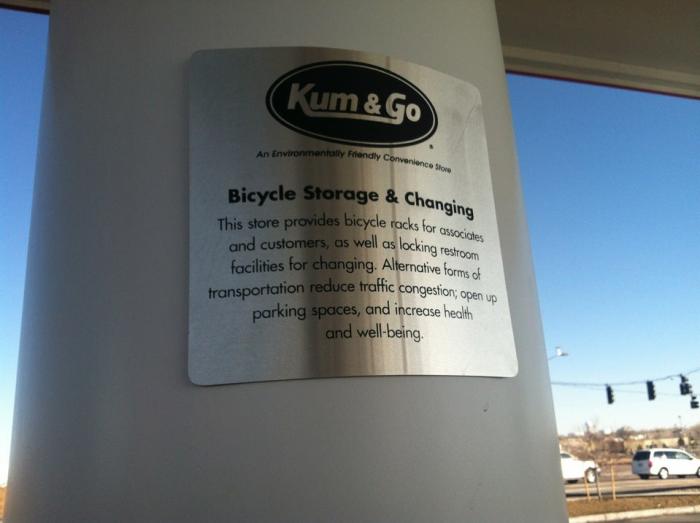 Kum & Go
An Environmentally Friendly Convenience Store
Bicycle Storage & Changing
This store provides bicycle racks for associates
and customers, as well as locking restroom
facilities for changing. Alternative forms of
transportation reduce traffic congestion; open up
parking spaces, and increase health
and well-being.